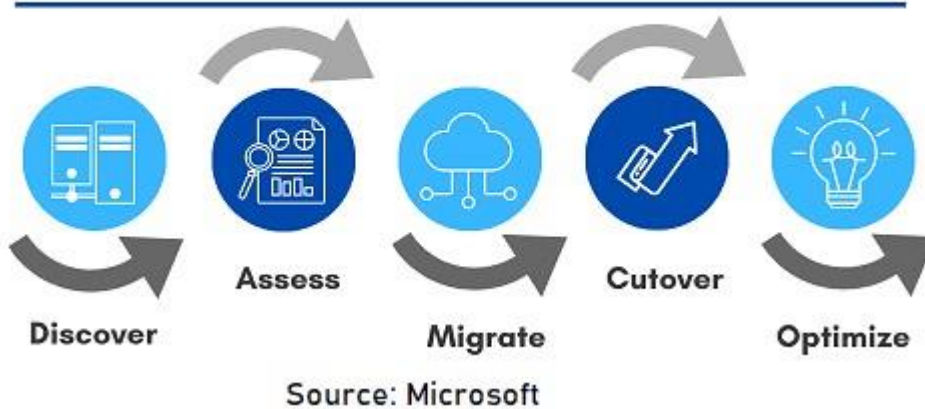 Discover
Assess
Migrate
Cutover
Optimize
Source: Microsoft